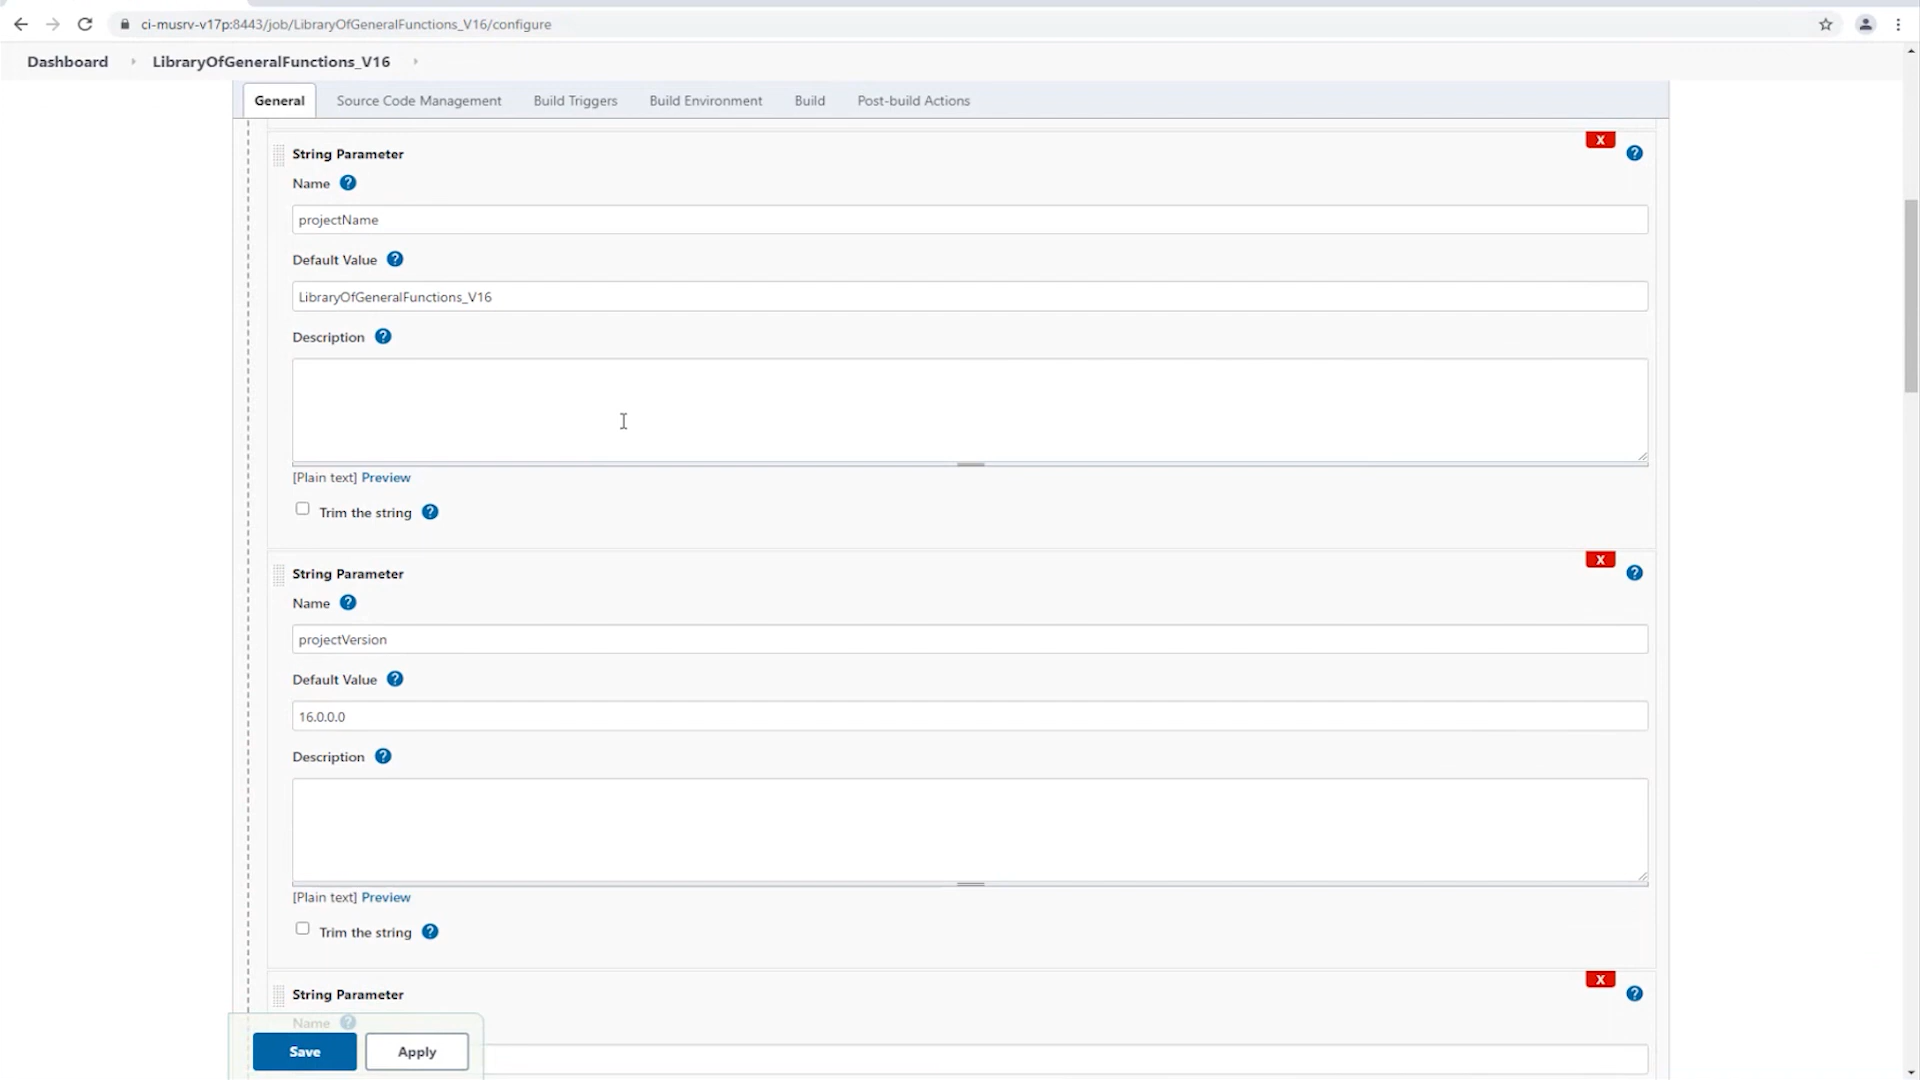 ci-musrv-v17p:8443/job/LibraryOfGeneralFunctions_V16/configure
Dashboard LibraryOfGeneralFunctions_V16
General Source Code Management Build Triggers Build Environment Build Post-build Actions
X
String Parameter ?
Name ?
projectName
Default Value ?
LibraryOfGeneralFunctions_V16
Description ?
[Plain text] Preview
Trim the string ?
X
String Parameter ?
Name ?
projectVersion
Default Value ?
16.0.0.0
Description ?
[Plain text] Preview
Trim the string ?
X
String Parameter ?
Name ?
Save Apply